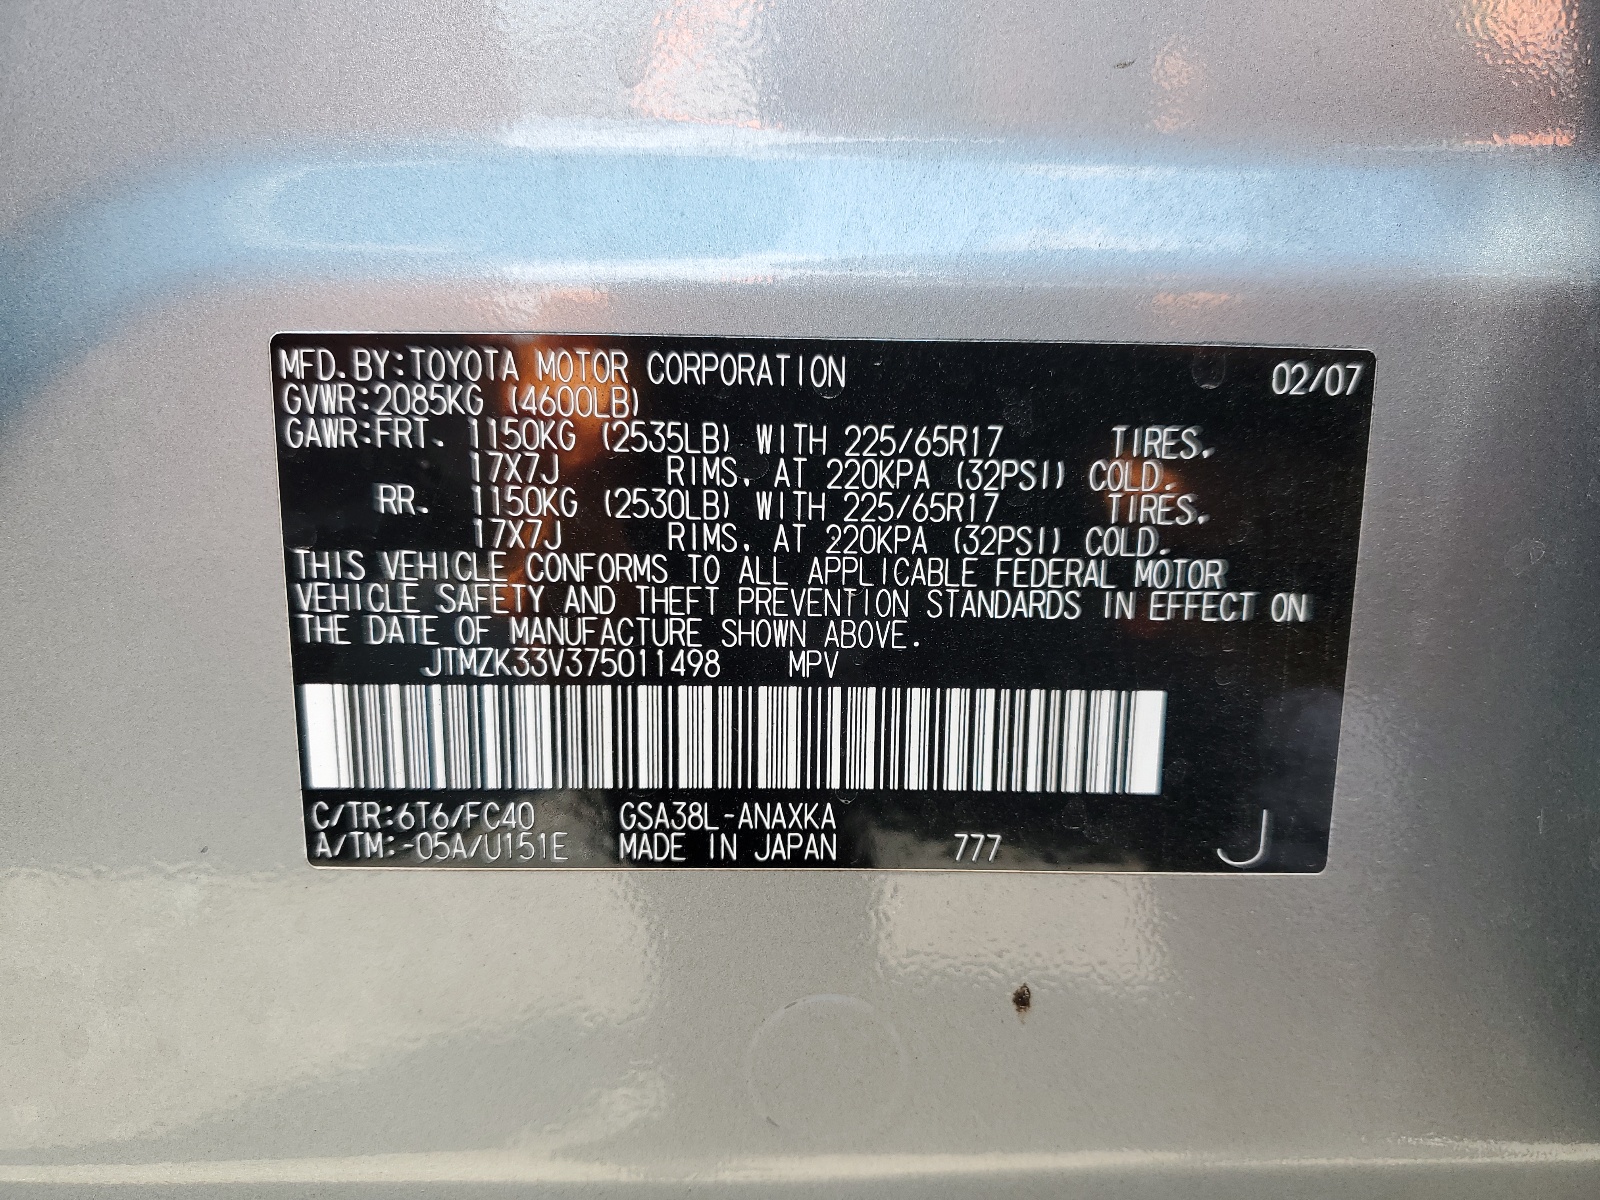 MFD. BY: TOYOTA MOTOR CORPORATION 02/07
GVWR: 2085KG (4600LB)
GAWR: FRT. 1150KG (2535LB) WITH 225/65R17 TIRES.
17X7J RIMS. AT 220KPA (32PSI) COLD.
RR. 1150KG (2530LB) WITH 225/65R17 TIRES.
17X7J RIMS. AT 220KPA (32PSI) COLD.
THIS VEHICLE CONFORMS TO ALL APPLICABLE FEDERAL MOTOR
VEHICLE SAFETY AND THEFT PREVENTION STANDARDS IN EFFECT ON
THE DATE OF MANUFACTURE SHOWN ABOVE.
JTMZK33V375011498 MPV
C/TR: 6T6/FC40 GSA38L-ANAXKA
A/TM: -05A/U151E MADE IN JAPAN 777 J